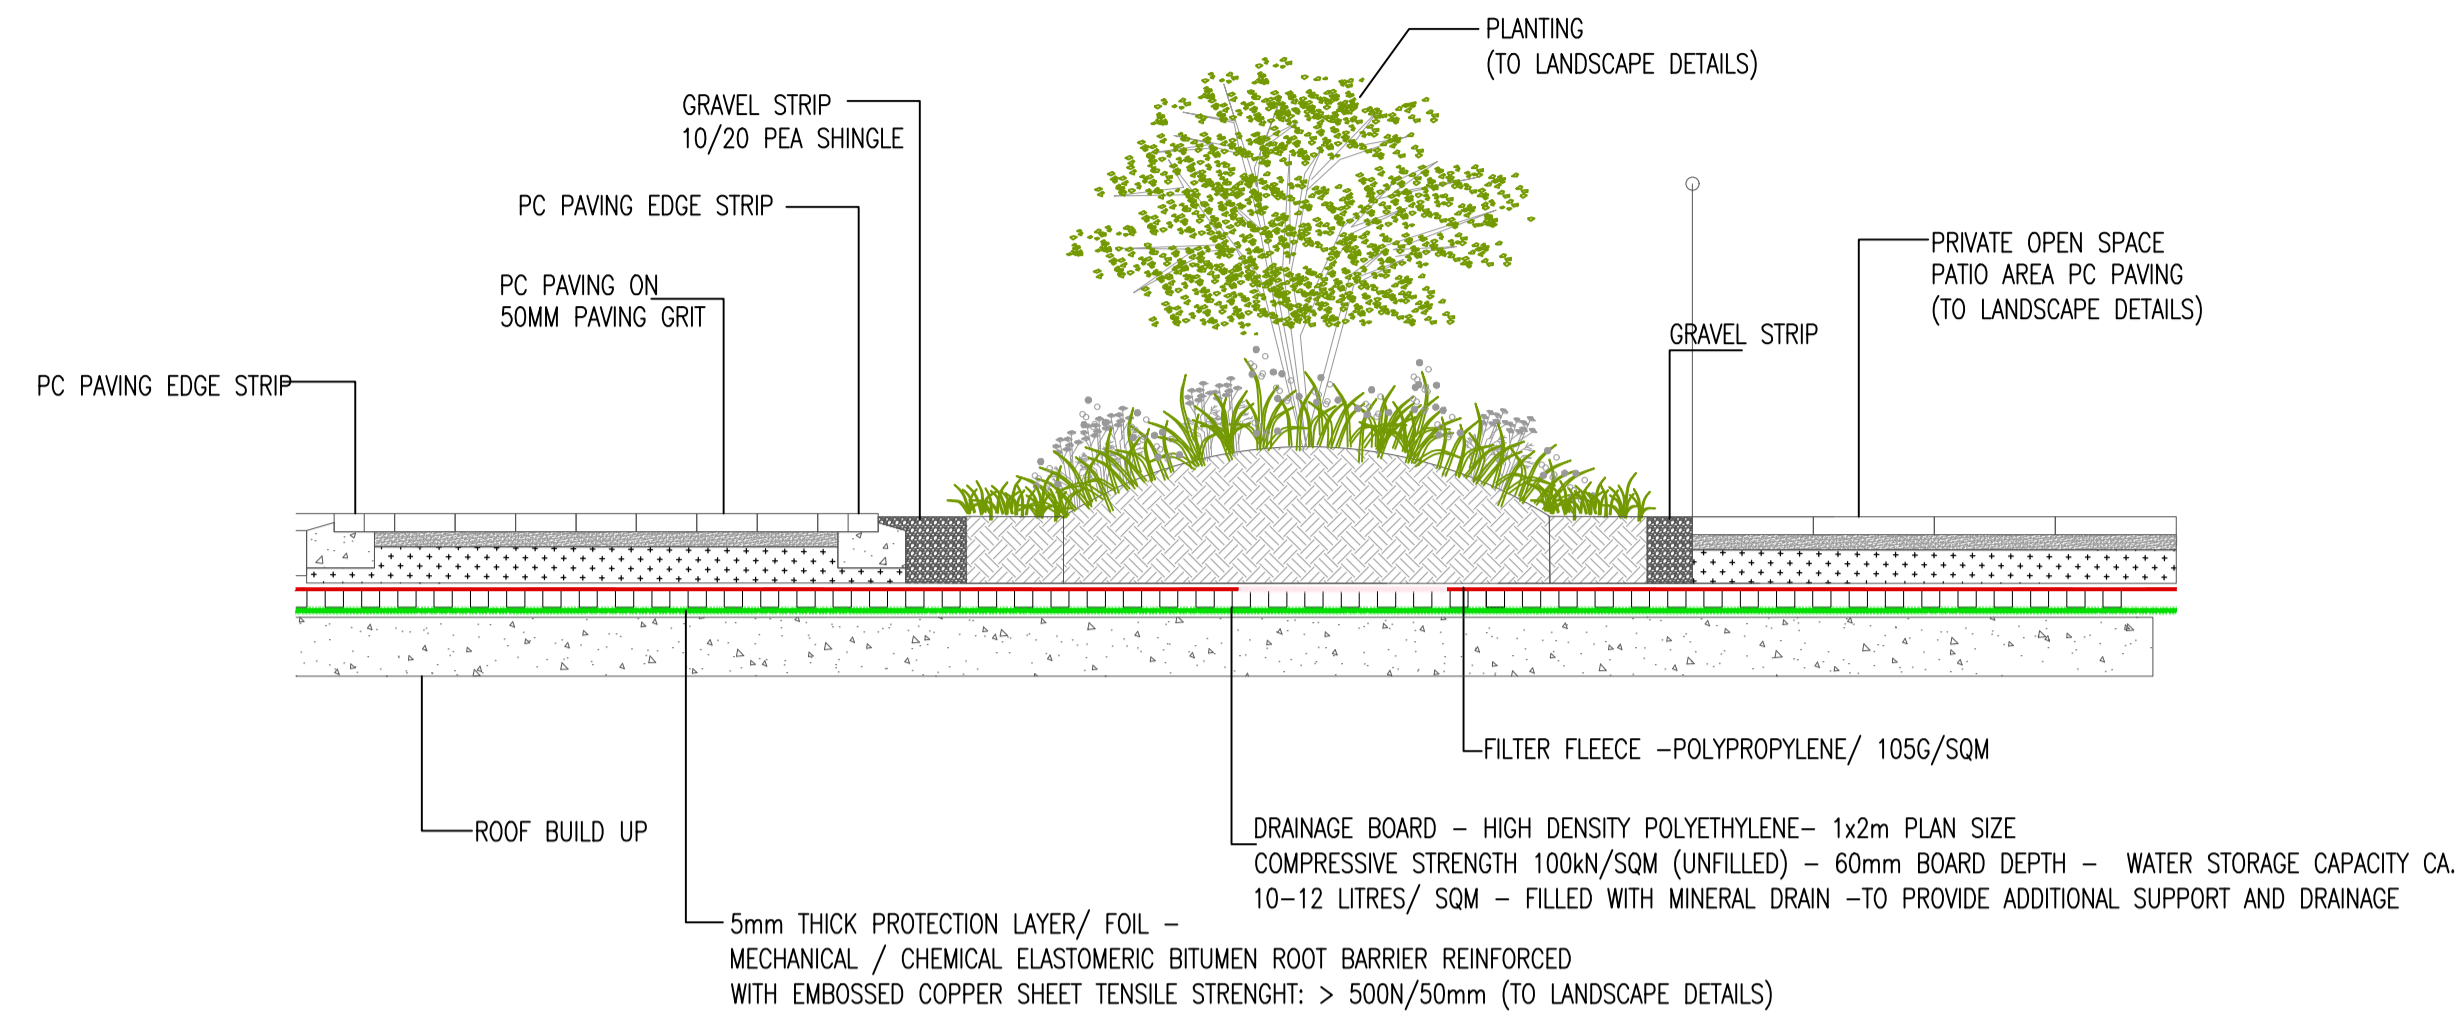 PLANTING
(TO LANDSCAPE DETAILS)
GRAVEL STRIP
10/20 PEA SHINGLE
PC PAVING EDGE STRIP
PC PAVING ON
50MM PAVING GRIT
PC PAVING EDGE STRIP
PRIVATE OPEN SPACE
PATIO AREA PC PAVING
(TO LANDSCAPE DETAILS)
GRAVEL STRIP
FILTER FLEECE -POLYPROPYLENE/ 105G/SQM
ROOF BUILD UP
DRAINAGE BOARD - HIGH DENSITY POLYETHYLENE- 1x2m PLAN SIZE
COMPRESSIVE STRENGTH 100kN/SQM (UNFILLED) - 60mm BOARD DEPTH - WATER STORAGE CAPACITY CA.
10-12 LITRES/ SQM - FILLED WITH MINERAL DRAIN -TO PROVIDE ADDITIONAL SUPPORT AND DRAINAGE
5mm THICK PROTECTION LAYER/ FOIL -
MECHANICAL / CHEMICAL ELASTOMERIC BITUMEN ROOT BARRIER REINFORCED
WITH EMBOSSED COPPER SHEET TENSILE STRENGHT: > 500N/50mm (TO LANDSCAPE DETAILS)